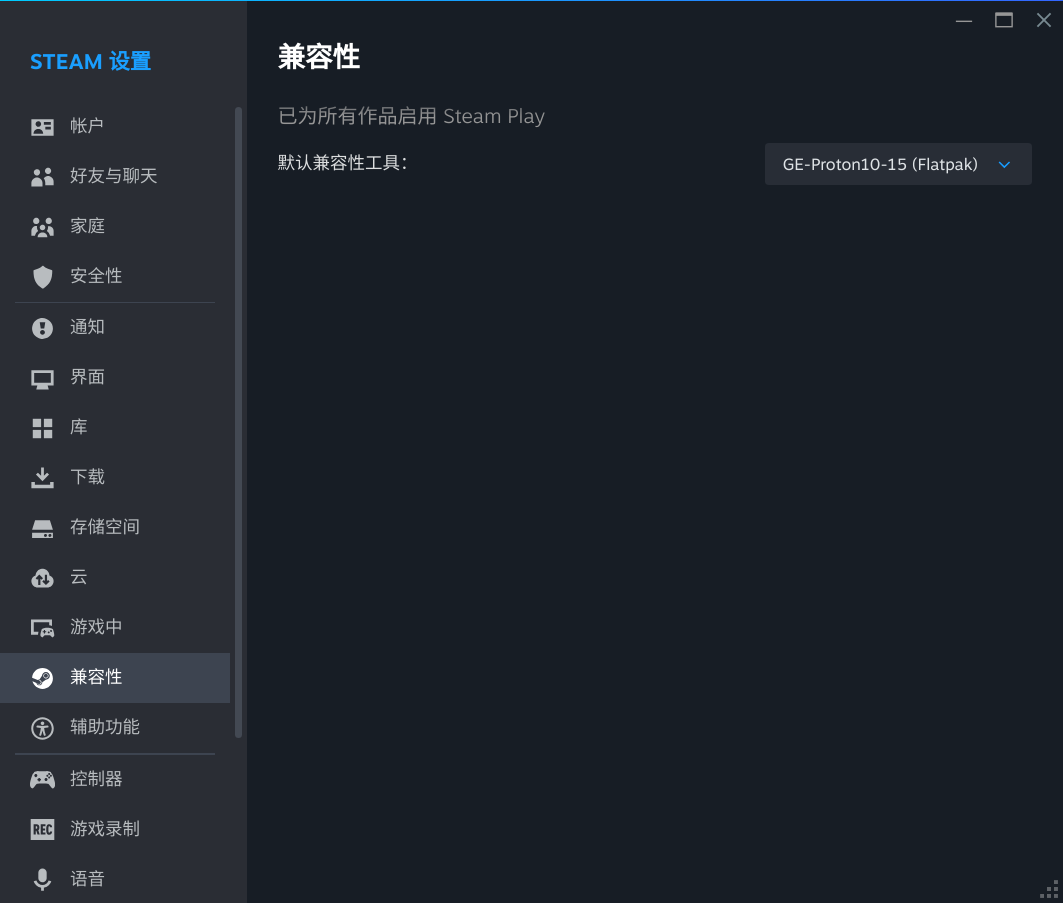 STEAM 设置
帐户
好友与聊天
家庭
安全性
通知
界面
库
下载
存储空间
云
游戏中
兼容性
辅助功能
控制器
REC
游戏录制
语音
兼容性
已为所有作品启用 Steam Play
默认兼容性工具：
GE-Proton10-15 (Flatpak)